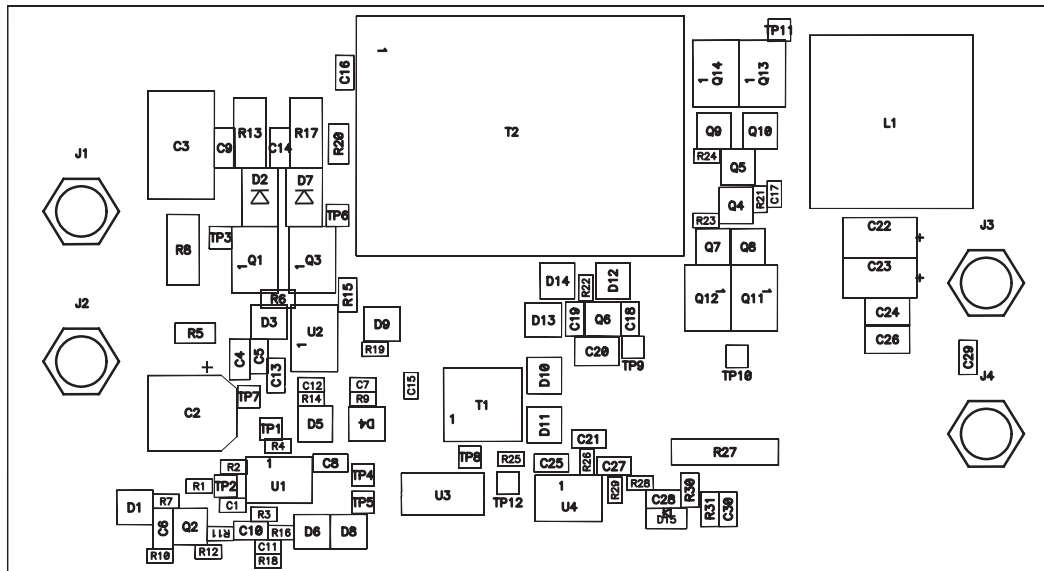 TP11
C16
1
1 Q14
1 Q13
T2
L1
C3
C9
R13
C14
R17
R20
Q9
Q10
R24
Q5
J1
D2
D7
R21
C17
Q4
TP6
R23
C22 +
TP3
R8
1 Q1
1 Q3
Q7
Q8
J3
C23 +
D14
R22
D12
Q12 1
Q11 1
R6
R15
J2
R5
D3
U2
D9
D13
C19
Q6
C18
C24
R19
C20
TP9
C26
C4
C5
C13
TP10
C29
+
TP7
C12
C7
C15
D10
J4
R14
R9
C2
T1
1
TP1
D5
D4
D11
R4
C21
R27
TP8
R25
C25
R26
C27
R2
1
U1
C8
TP4
R1
TP2
U3
TP12
1
U4
R29
R28
R30
C28
D15
R31
C30
D1
R7
C1
TP5
R3
C6
Q2
R11
C10
R16
D6
D8
R10
R12
C11
R18